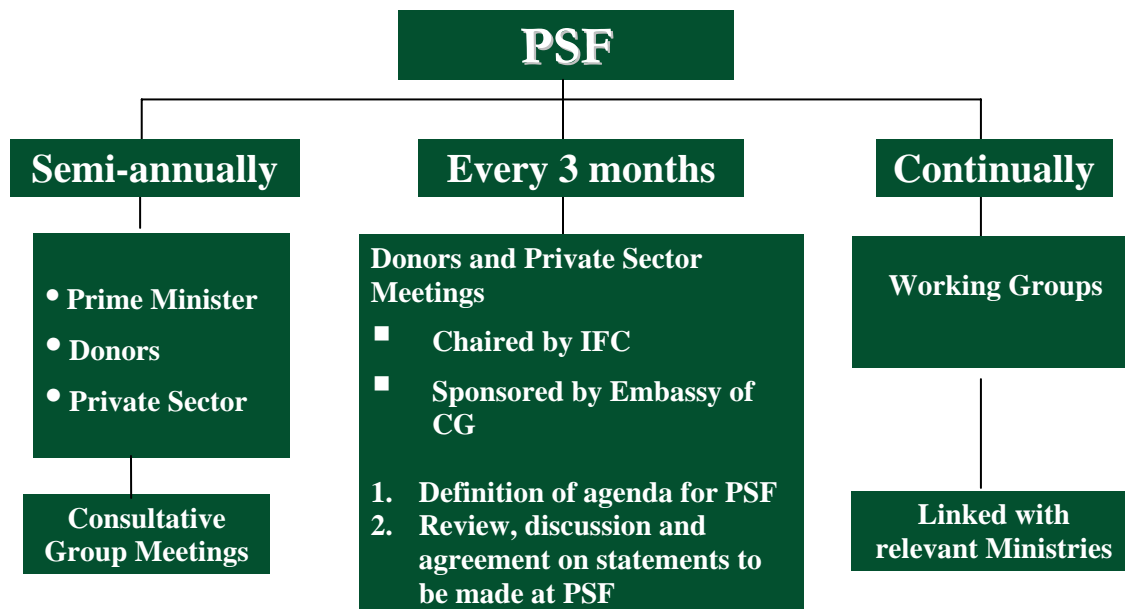 PSF
Semi-annually
Every 3 months
Continually
• Prime Minister
• Donors
• Private Sector
Consultative
Group Meetings
Donors and Private Sector
Meetings
▪ Chaired by IFC
▪ Sponsored by Embassy of
CG
1. Definition of agenda for PSF
2. Review, discussion and
agreement on statements to
be made at PSF
Working Groups
Linked with
relevant Ministries